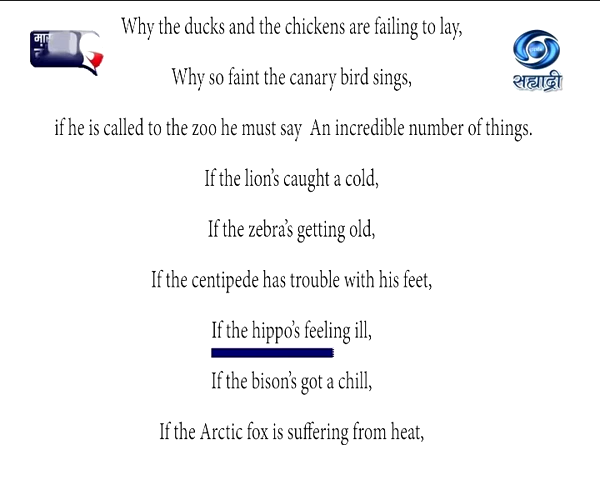 Why the ducks and the chickens are failing to lay,
Why so faint the canary bird sings,
if he is called to the zoo he must say An incredible number of things.
If the lion's caught a cold,
If the zebra's getting old,
If the centipede has trouble with his feet,
If the hippo's feeling ill,
If the bison's got a chill,
If the Arctic fox is suffering from heat,
सह्याद्री